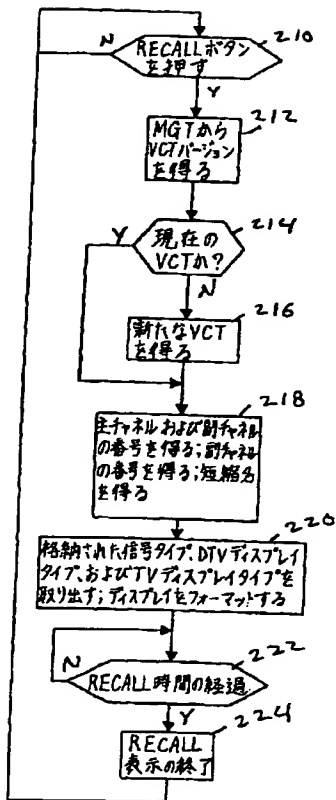 210
N
RECALLボタン
を押す
Y
212
MGTから
VCTバージョン
を得る
214
Y
現在の
VCTか?
N
216
新たなVCT
を得る
218
主チャネルおよび副チャネル
の番号を得る;副チャネル
の番号を得る;短縮名
を得る
220
格納された信号タイプ、DTVディスプレイ
タイプ、およびTVディスプレイタイプを
取り出す;ディスプレイをフォーマットする
222
N
RECALL時間の経過
Y
224
RECALL
表示の終了